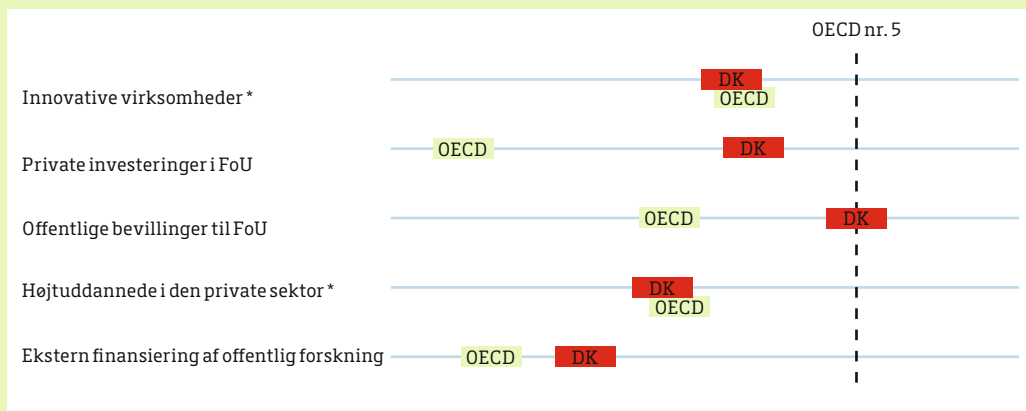 OECD nr. 5
DK
Innovative virksomheder *
OECD
OECD DK
Private investeringer i FoU
OECD DK
Offentlige bevillinger til FoU
DK
Højtuddannede i den private sektor *
OECD
Ekstern finansiering af offentlig forskning OECD DK